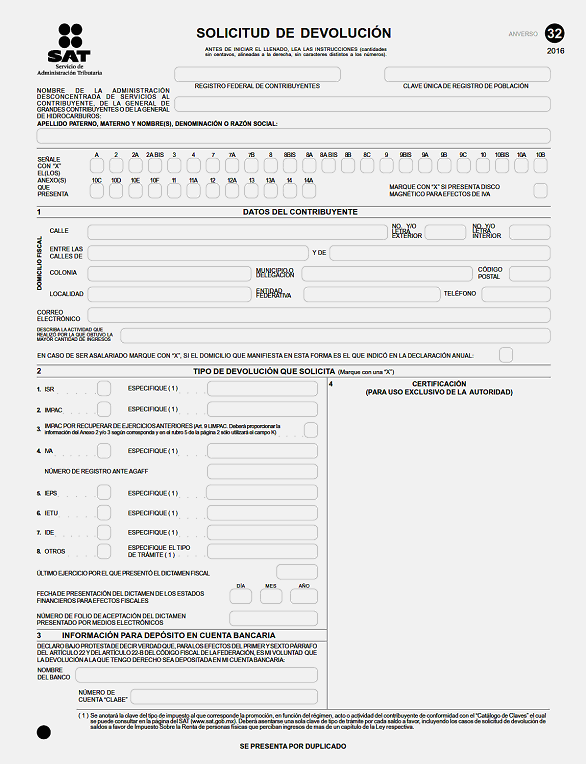 SOLICITUD DE DEVOLUCIÓN
ANVERSO 32
2016
SAT
Servicio de
Administración Tributaria
ANTES DE INICIAR EL LLENADO, LEA LAS INSTRUCCIONES (cantidades
sin centavos, alineadas a la derecha, sin caracteres distintos a los números).
REGISTRO FEDERAL DE CONTRIBUYENTES
CLAVE ÚNICA DE REGISTRO DE POBLACIÓN
NOMBRE DE LA ADMINISTRACIÓN
DESCONCENTRADA DE SERVICIOS AL
CONTRIBUYENTE, DE LA GENERAL DE
GRANDES CONTRIBUYENTES O DE LA GENERAL
DE HIDROCARBUROS:
APELLIDO PATERNO, MATERNO Y NOMBRE(S), DENOMINACIÓN O RAZÓN SOCIAL:
SEÑALE
CON "X"
EL(LOS)
ANEXO(S)
QUE
PRESENTA
A 2 2A 2A BIS 3 4 7 7A 7B 8 8BIS 8A 8A BIS 8B 8C 9 9BIS 9A 9B 9C 10 10BIS 10A 10B
10C 10D 10E 10F 11 11A 12 12A 13 13A 14 14A
MARQUE CON "X" SI PRESENTA DISCO
MAGNÉTICO PARA EFECTOS DE IVA
1 DATOS DEL CONTRIBUYENTE
DOMICILIO FISCAL
CALLE
NO. Y/O
LETRA
EXTERIOR
NO. Y/O
LETRA
INTERIOR
ENTRE LAS
CALLES DE
Y DE
COLONIA
MUNICIPIO O
DELEGACIÓN
CÓDIGO
POSTAL
LOCALIDAD
ENTIDAD
FEDERATIVA
TELÉFONO
CORREO
ELECTRÓNICO
DESCRIBA LA ACTIVIDAD QUE
REALIZÓ POR LA QUE OBTUVO LA
MAYOR CANTIDAD DE INGRESOS
EN CASO DE SER ASALARIADO MARQUE CON "X", SI EL DOMICILIO QUE MANIFIESTA EN ESTA FORMA ES EL QUE INDICÓ EN LA DECLARACIÓN ANUAL:
2 TIPO DE DEVOLUCIÓN QUE SOLICITA (Marque con una "X")
1. ISR ESPECIFIQUE ( 1 )
2. IMPAC ESPECIFIQUE ( 1 )
3. IMPAC POR RECUPERAR DE EJERCICIOS ANTERIORES (Art. 9 LIMPAC. Deberá proporcionar la
información del Anexo 2 y/o 3 según corresponda y en el rubro 5 de la página 2 sólo utilizará el campo K)
4. IVA ESPECIFIQUE ( 1 )
NÚMERO DE REGISTRO ANTE AGAFF
5. IEPS ESPECIFIQUE ( 1 )
6. IETU ESPECIFIQUE ( 1 )
7. IDE ESPECIFIQUE ( 1 )
8. OTROS ESPECIFIQUE EL TIPO
DE TRÁMITE ( 1 )
ÚLTIMO EJERCICIO POR EL QUE PRESENTÓ EL DICTAMEN FISCAL
DÍA MES AÑO
FECHA DE PRESENTACIÓN DEL DICTAMEN DE LOS ESTADOS
FINANCIEROS PARA EFECTOS FISCALES
NÚMERO DE FOLIO DE ACEPTACIÓN DEL DICTAMEN
PRESENTADO POR MEDIOS ELECTRÓNICOS
4 CERTIFICACIÓN
(PARA USO EXCLUSIVO DE LA AUTORIDAD)
3 INFORMACIÓN PARA DEPÓSITO EN CUENTA BANCARIA
DECLARO BAJO PROTESTA DE DECIR VERDAD QUE, PARA LOS EFECTOS DEL PRIMER Y SEXTO PÁRRAFO
DEL ARTÍCULO 22 Y DEL ARTÍCULO 22-B DEL CÓDIGO FISCAL DE LA FEDERACIÓN, ES MI VOLUNTAD QUE
LA DEVOLUCIÓN A LA QUE TENGO DERECHO SEA DEPOSITADA EN MI CUENTA BANCARIA:
NOMBRE
DEL BANCO
NÚMERO DE
CUENTA "CLABE"
( 1 ) Se anotará la clave del tipo de impuesto al que corresponde la promoción, en función del régimen, acto o actividad del contribuyente de conformidad con el "Catálogo de Claves" el cual
se puede consultar en la página del SAT (www.sat.gob.mx). Deberá asentarse una sola clave de tipo de trámite por cada saldo a favor, incluyendo los casos de solicitud de devolución de
saldos a favor de Impuesto Sobre la Renta de personas físicas que perciban ingresos de mas de un capítulo de la Ley respectiva.
SE PRESENTA POR DUPLICADO